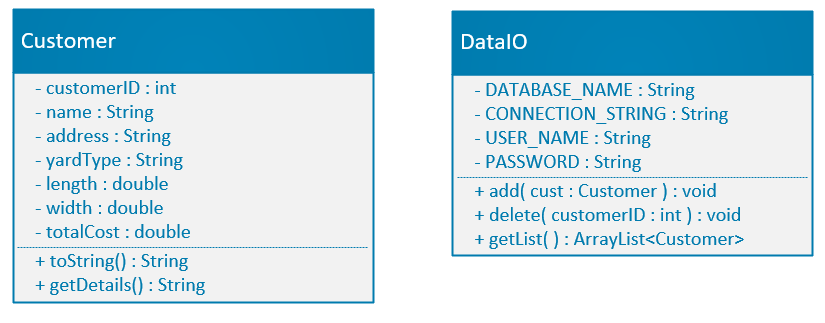 Customer
- customerID : int
- name : String
- address : String
- yardType : String
- length : double
- width : double
- totalCost : double
+ toString() : String
+ getDetails() : String
DataIO
- DATABASE_NAME : String
- CONNECTION_STRING : String
- USER_NAME : String
- PASSWORD : String
+ add( cust : Customer ) : void
+ delete( customerID : int ) : void
+ getList( ) : ArrayList<Customer>